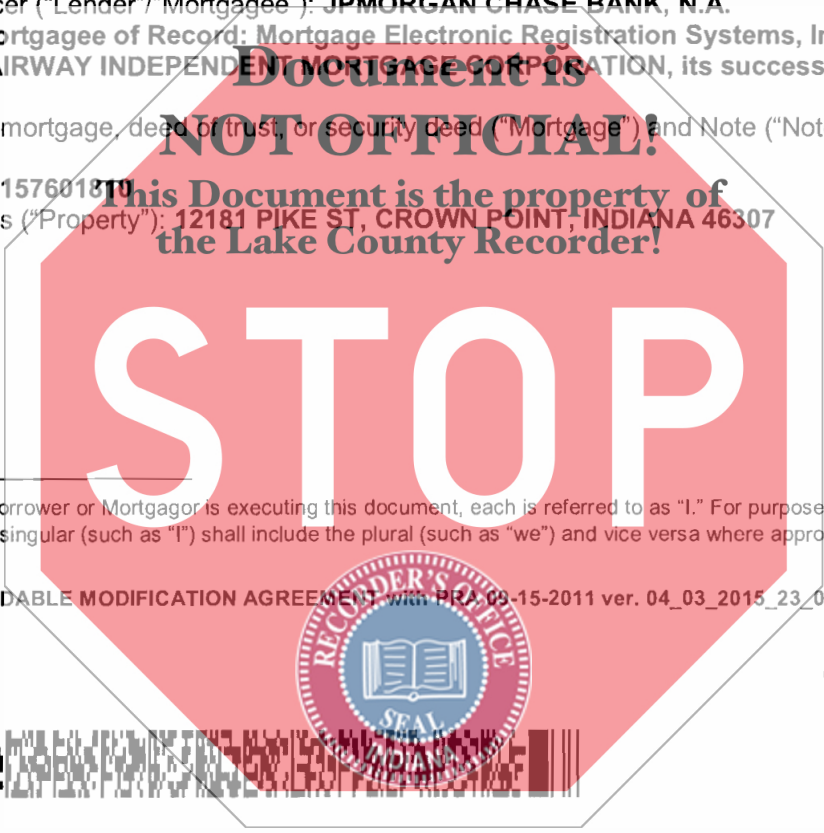 cer ("Lender"/"Mortgagee"): JPMORGAN CHASE BANK, N.A.
ortgagee of Record: Mortgage Electronic Registration Systems, In
AIRWAY INDEPENDENT MORTGAGE CORPORATION, its success
Document is
mortgage, deed of trust, or security deed ("Mortgage") and Note ("Not
NOT OFFICIAL!
This Document is the property of
s ("Property"): 12181 PIKE ST, CROWN POINT, INDIANA 46307
the Lake County Recorder!
STOP
orrower or Mortgagor is executing this document, each is referred to as "I." For purpose
singular (such as "I") shall include the plural (such as "we") and vice versa where appro
DABLE MODIFICATION AGREEMENT with PRA 09-15-2011 ver. 04_03_2015_23_0
RECORDER'S OFFICE
SEAL
INDIANA